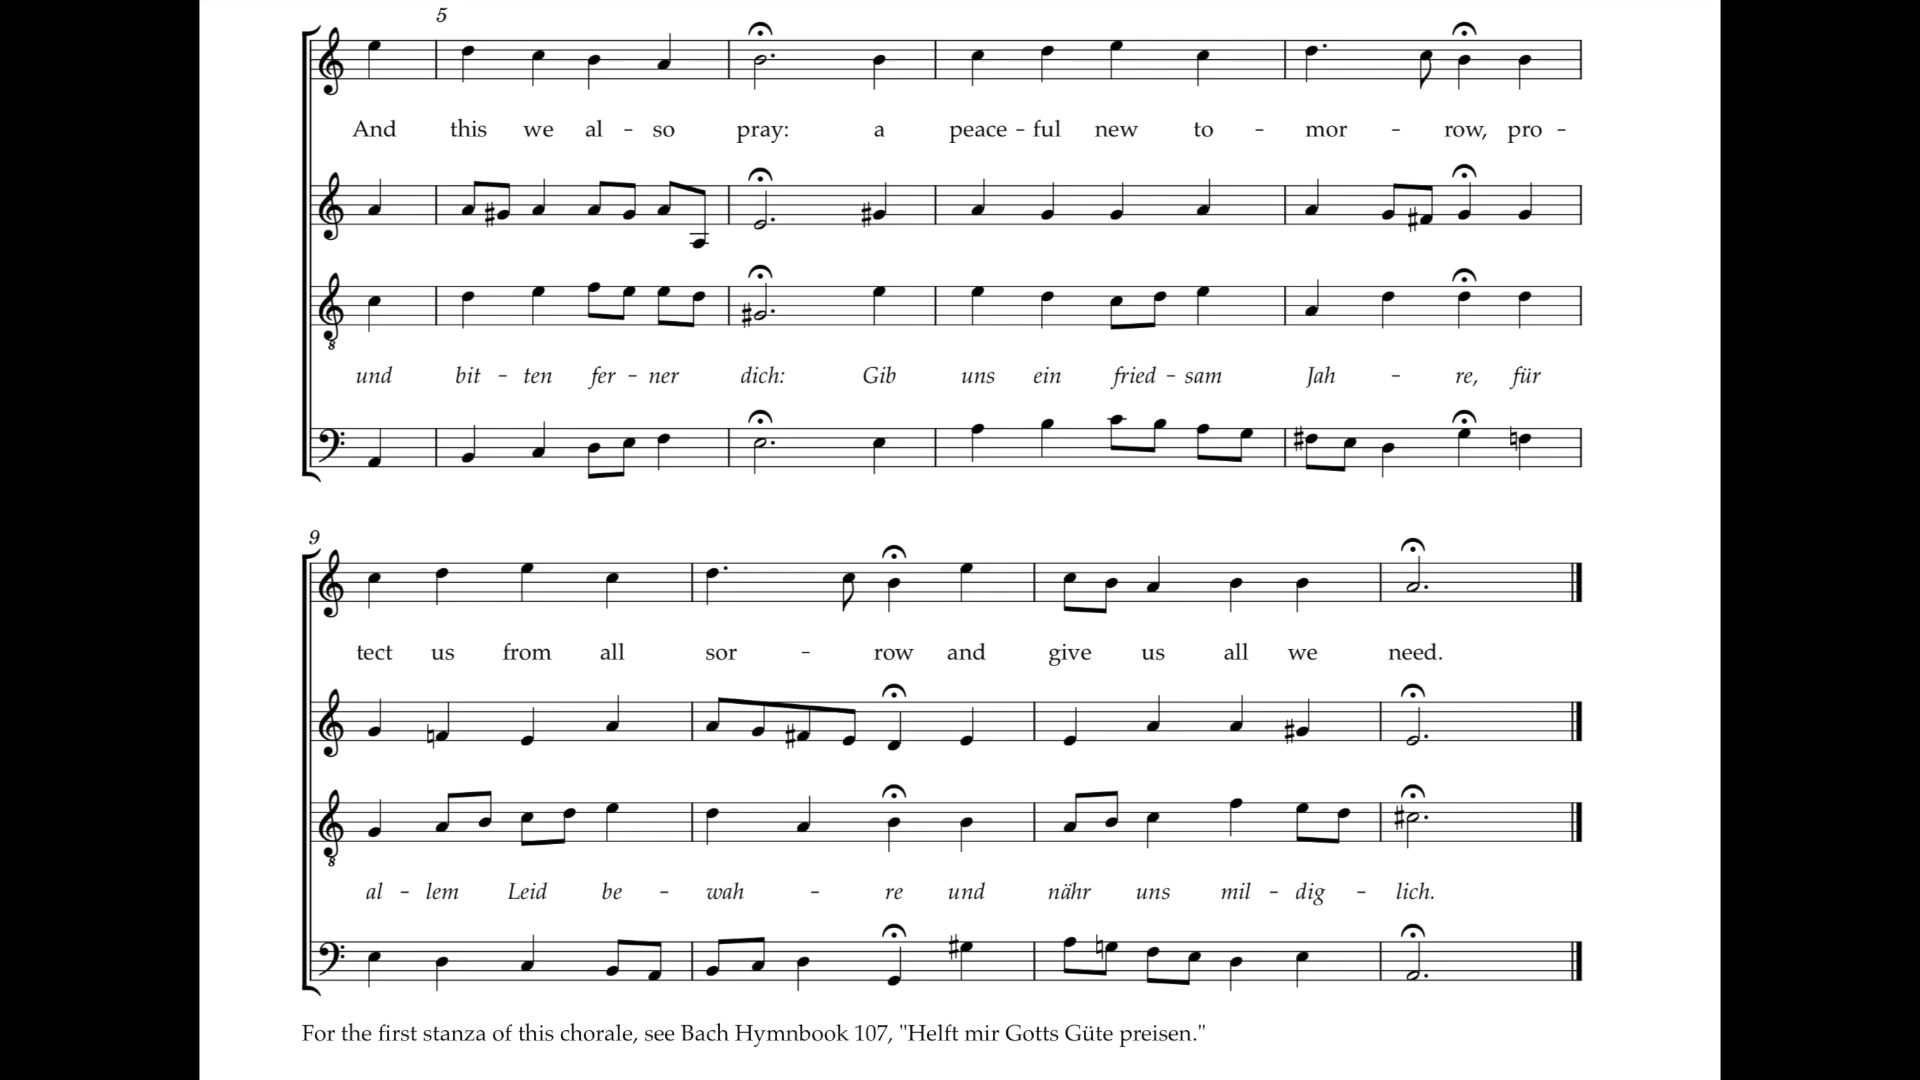 5
And this we al - so pray: a peace - ful new to - mor - row, pro -
und bit - ten fer - ner dich: Gib uns ein fried - sam Jah - re, für
9
tect us from all sor - row and give us all we need.
al - lem Leid be - wah - re und nähr uns mil - dig - lich.
For the first stanza of this chorale, see Bach Hymnbook 107, "Helft mir Gotts Güte preisen."